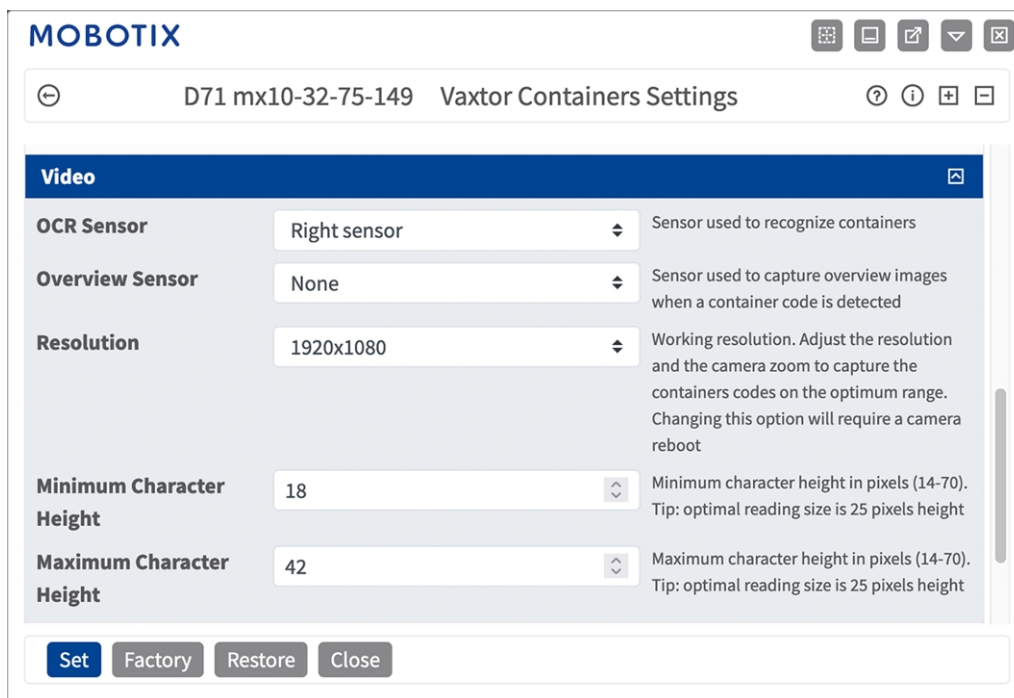 MOBOTIX
D71 mx10-32-75-149 Vaxtor Containers Settings
Video
OCR Sensor
Right sensor
Sensor used to recognize containers
Overview Sensor
None
Sensor used to capture overview images
when a container code is detected
Resolution
1920x1080
Working resolution. Adjust the resolution
and the camera zoom to capture the
containers codes on the optimum range.
Changing this option will require a camera
reboot
Minimum Character
Height
18
Minimum character height in pixels (14-70).
Tip: optimal reading size is 25 pixels height
Maximum Character
Height
42
Maximum character height in pixels (14-70).
Tip: optimal reading size is 25 pixels height
Set Factory Restore Close